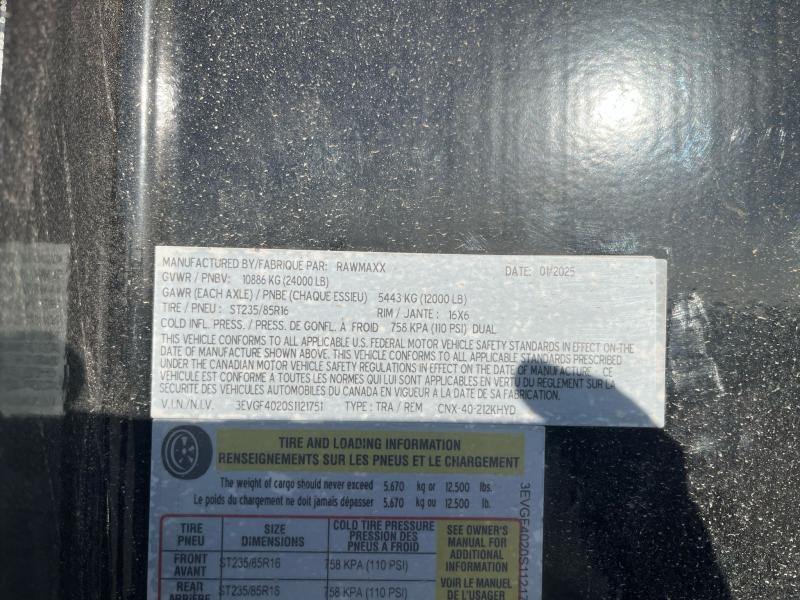 MANUFACTURED BY/FABRIQUE PAR: RAWMAXX DATE: 01/2025
GVWR / PNBV: 10886 KG (24000 LB)
GAWR (EACH AXLE) / PNBE (CHAQUE ESSIEU) 5443 KG (12000 LB)
TIRE / PNEU : ST235/85R16 RIM / JANTE : 16X6
COLD INFL. PRESS. / PRESS. DE GONFL. À FROID 758 KPA (110 PSI) DUAL
THIS VEHICLE CONFORMS TO ALL APPLICABLE U.S. FEDERAL MOTOR VEHICLE SAFETY STANDARDS IN EFFECT ON-THE
DATE OF MANUFACTURE SHOWN ABOVE. THIS VEHICLE CONFORMS TO ALL APPLICABLE STANDARDS PRESCRIBED
UNDER THE CANADIAN MOTOR VEHICLE SAFETY REGULATIONS IN EFFECT ON THE DATE OF MANUFACTURE. CE
VÉHICULE EST CONFORME À TOUTES LES NORMES QUI LUI SONT APPLICABLES EN VERTU DU RÈGLEMENT SUR LA
SÉCURITÉ DES VÉHICULES AUTOMOBILES DU CANADA EN VIGUEUR À LA DATE DE SA FABRICATION.
V.I.N./N.I.V. 3EVGF4020S1121751 TYPE : TRA / REM CNX-40-212KHYD
TIRE AND LOADING INFORMATION
RENSEIGNEMENTS SUR LES PNEUS ET LE CHARGEMENT
The weight of cargo should never exceed 5,670 kg or 12,500 lbs.
Le poids du chargement ne doit jamais dépasser 5,670 kg ou 12,500 lb.
TIRE SIZE COLD TIRE PRESSURE
PNEU DIMENSIONS PRESSION DES PNEUS À FROID
FRONT AVANT ST235/85R16 758 KPA (110 PSI)
REAR ARRIÈRE ST235/85R16 758 KPA (110 PSI)
SEE OWNER'S
MANUAL FOR
ADDITIONAL
INFORMATION
VOIR LE MANUEL
DE L'USAGER